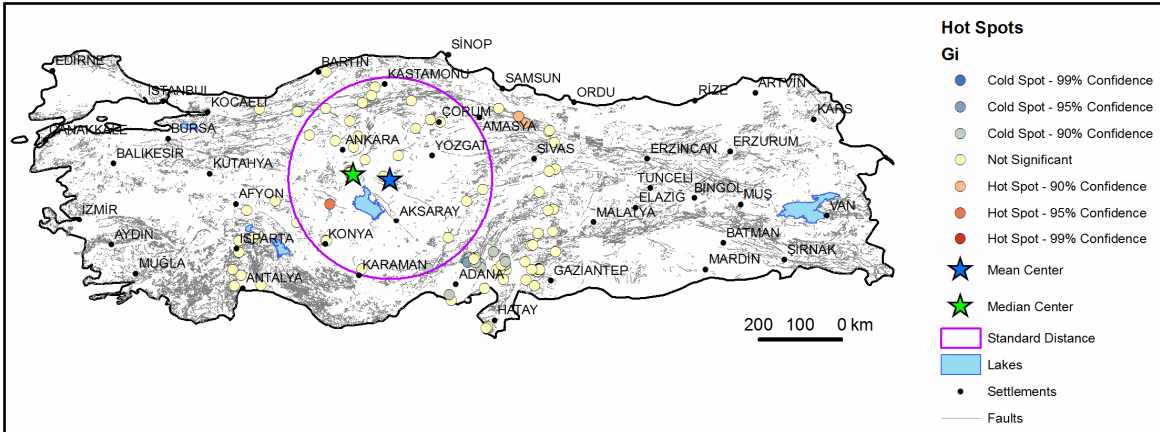 SİNOP
EDİRNE
BARTIN
KASTAMONU
SAMSUN
ARTVİN
İSTANBUL
ORDU
RİZE
KOCAELİ
ÇORUM
KARS
ÇANAKKALE
BURSA
AMASYA
ANKARA
YOZGAT
SİVAS
ERZİNCAN
ERZURUM
BALIKESİR
KÜTAHYA
TUNCELİ
AFYON
BİNGÖL
MUŞ
ELAZIĞ
İZMİR
AKSARAY
MALATYA
VAN
AYDIN
ISPARTA
KONYA
BATMAN
SİRNAK
MUĞLA
KARAMAN
ADANA
GAZİANTEP
MARDİN
ANTALYA
HATAY
200 100 0 km
Hot Spots
Gi
Cold Spot - 99% Confidence
Cold Spot - 95% Confidence
Cold Spot - 90% Confidence
Not Significant
Hot Spot - 90% Confidence
Hot Spot - 95% Confidence
Hot Spot - 99% Confidence
Mean Center
Median Center
Standard Distance
Lakes
Settlements
Faults